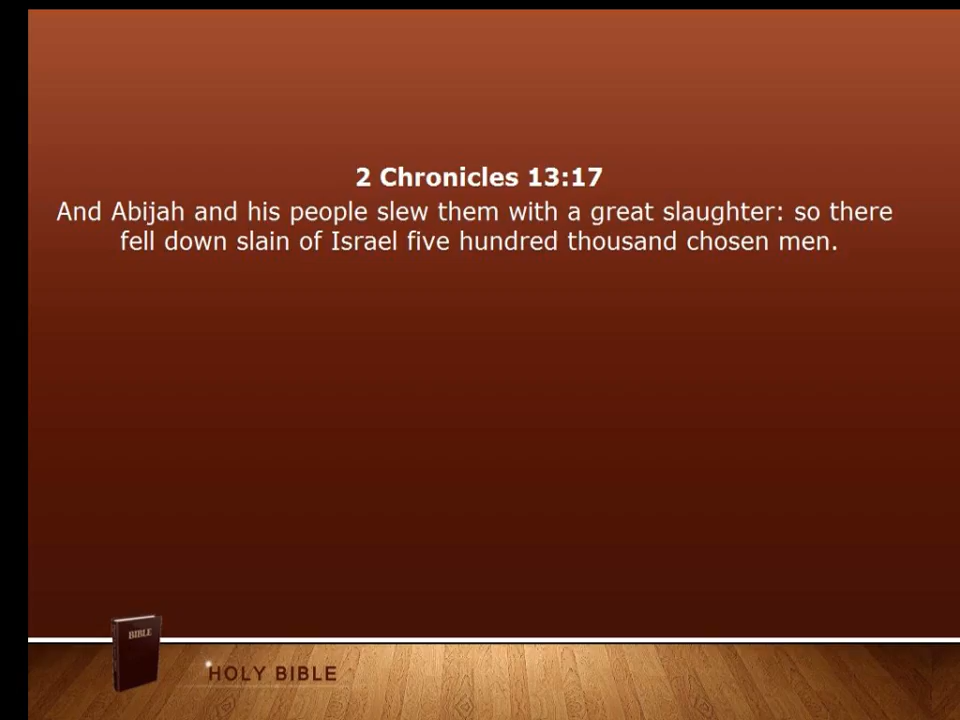 2 Chronicles 13:17
And Abijah and his people slew them with a great slaughter: so there
fell down slain of Israel five hundred thousand chosen men.
BIBLE
HOLY BIBLE